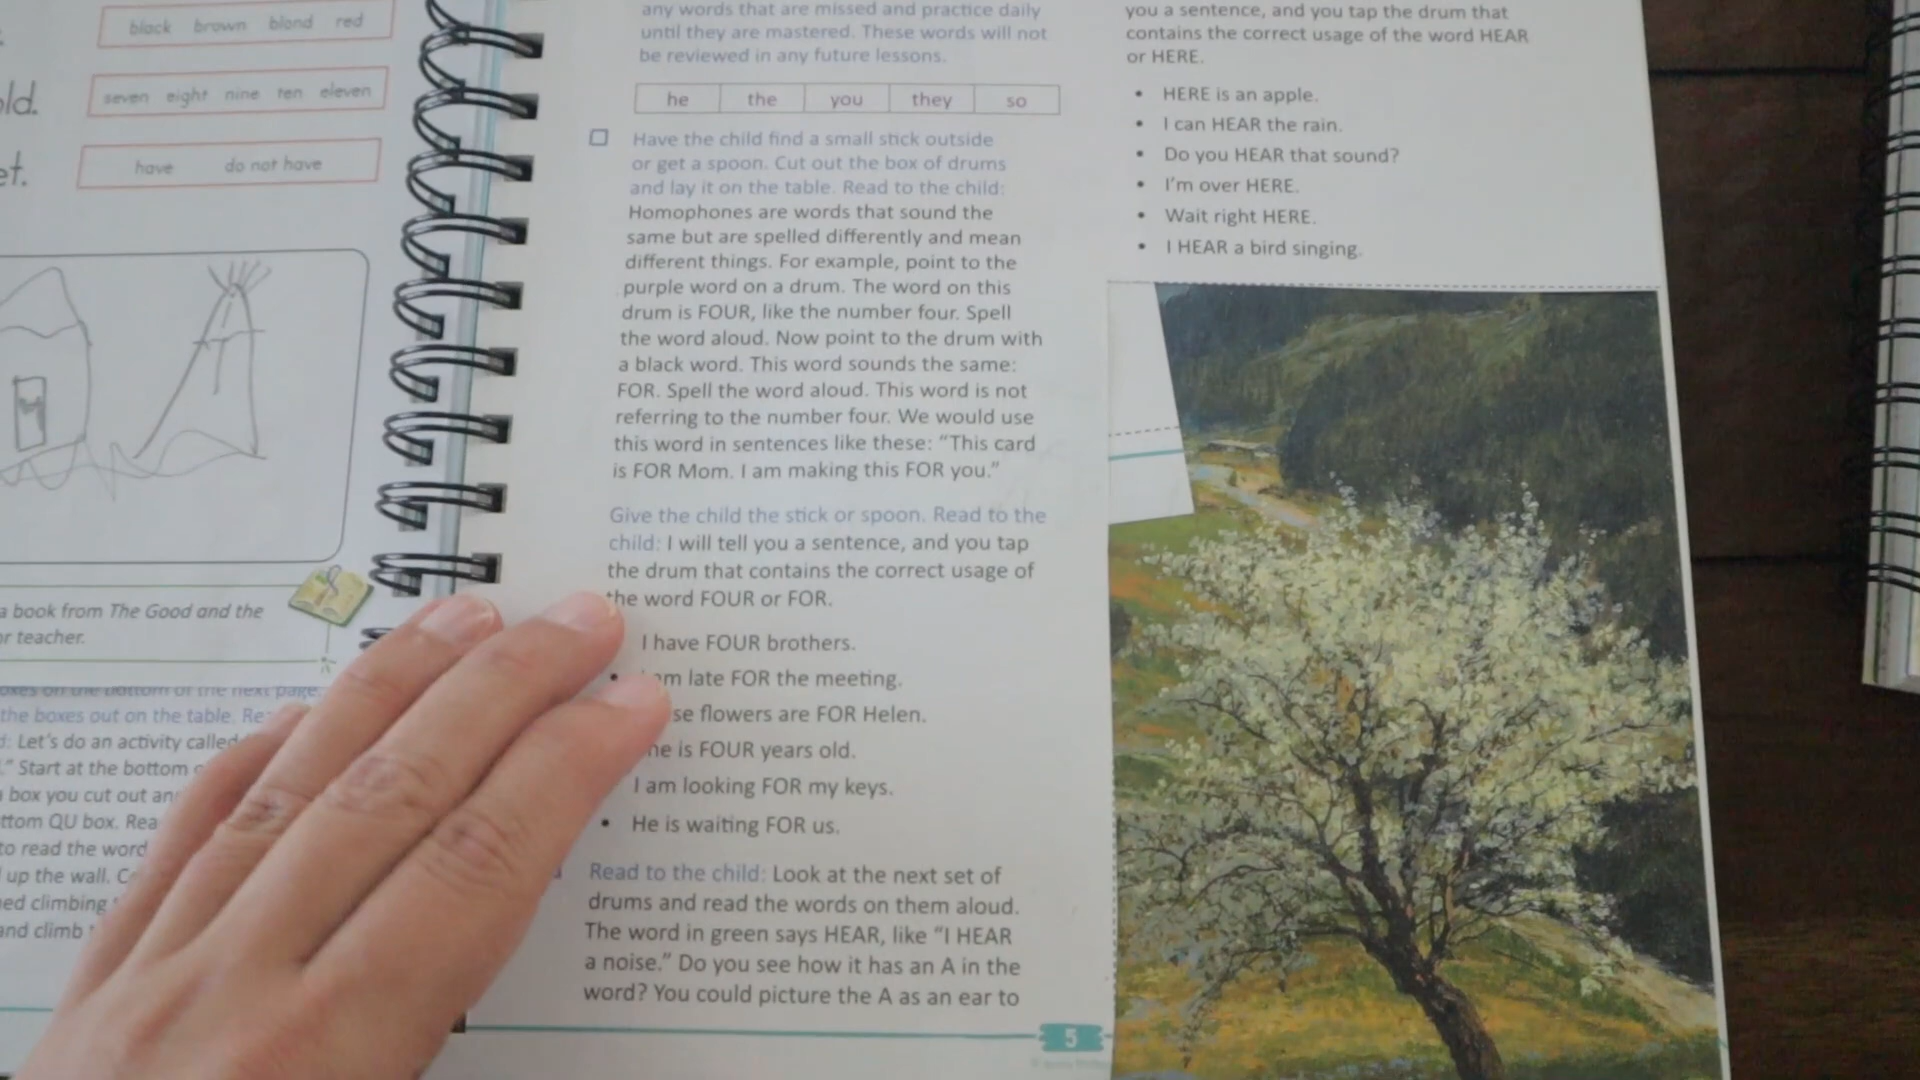 black brown blond red
seven eight nine ten eleven
old.
have do not have
et.
a book from The Good and the
or teacher.
oxes on the bottom of the next page.
the boxes out on the table.
Let's do an activity called
Start at the bottom
box you cut out
ttom QU box. Rea
to read the word
up the wall.
ned climbing
and climb
any words that are missed and practice daily
until they are mastered. These words will not
be reviewed in any future lessons.
he the you they so
Have the child find a small stick outside
or get a spoon. Cut out the box of drums
and lay it on the table. Read to the child:
Homophones are words that sound the
same but are spelled differently and mean
different things. For example, point to the
purple word on a drum. The word on this
drum is FOUR, like the number four. Spell
the word aloud. Now point to the drum with
a black word. This word sounds the same:
FOR. Spell the word aloud. This word is not
referring to the number four. We would use
this word in sentences like these: “This card
is FOR Mom. I am making this FOR you.”
Give the child the stick or spoon. Read to the
child: I will tell you a sentence, and you tap
the drum that contains the correct usage of
the word FOUR or FOR.
I have FOUR brothers.
• am late FOR the meeting.
se flowers are FOR Helen.
he is FOUR years old.
I am looking FOR my keys.
• He is waiting FOR us.
Read to the child: Look at the next set of
drums and read the words on them aloud.
The word in green says HEAR, like “I HEAR
a noise.” Do you see how it has an A in the
word? You could picture the A as an ear to
5
you a sentence, and you tap the drum that
contains the correct usage of the word HEAR
or HERE.
• HERE is an apple.
• I can HEAR the rain.
• Do you HEAR that sound?
• I'm over HERE.
• Wait right HERE.
• I HEAR a bird singing.